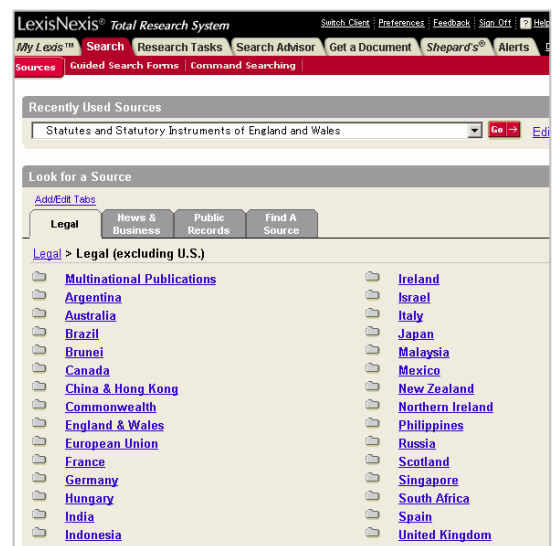 LexisNexis® Total Research System
Switch Client | Preferences | Feedback | Sign Off | ? Help
My Lexis™ Search Research Tasks Search Advisor Get a Document Shepard's® Alerts
Sources | Guided Search Forms | Command Searching
Recently Used Sources
Statutes and Statutory Instruments of England and Wales Go → Edi
Look for a Source
Add/Edit Tabs
Legal
News & Business
Public Records
Find A Source
Legal > Legal (excluding U.S.)
Multinational Publications
Argentina
Australia
Brazil
Brunei
Canada
China & Hong Kong
Commonwealth
England & Wales
European Union
France
Germany
Hungary
India
Indonesia
Ireland
Israel
Italy
Japan
Malaysia
Mexico
New Zealand
Northern Ireland
Philippines
Russia
Scotland
Singapore
South Africa
Spain
United Kingdom